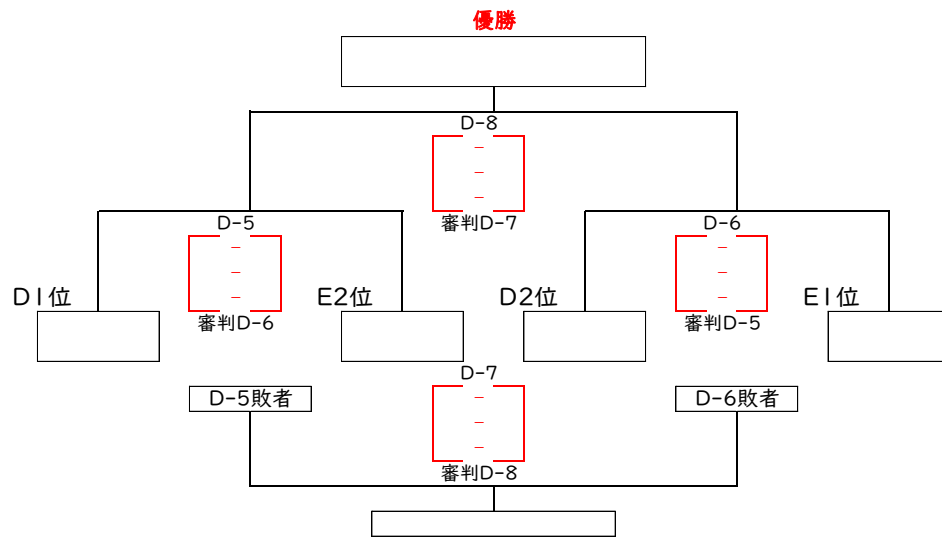 優勝
D-8
-
-
-
審判D-7
D-5
-
-
-
審判D-6
D-6
-
-
-
審判D-5
D1位
E2位
D2位
E1位
D-7
-
-
-
審判D-8
D-5敗者
D-6敗者